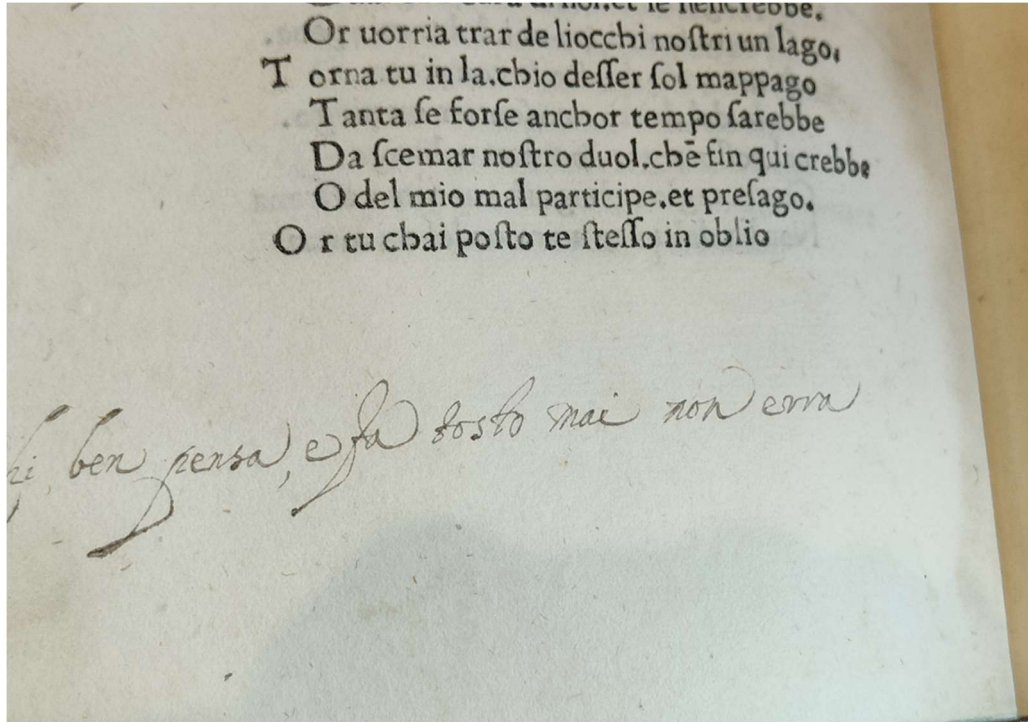 Or uorria trar de liocchi noſtri un lago,
T orna tu in la.chio deſſer ſol mappago
Tanta ſe forſe anchor tempo ſarebbe
Da ſcemar noſtro duol.chē fin qui crebbe
O del mio mal participe.et preſago.
O r tu chai poſto te ſteſſo in oblio
hi ben pensa, e fa tosto mai non erra